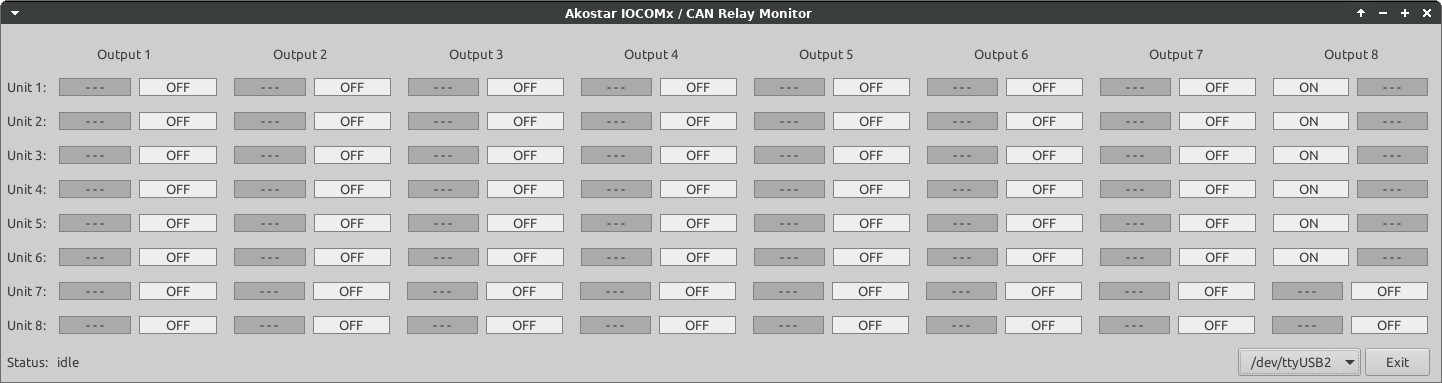 Akostar IOCOMx / CAN Relay Monitor
Output 1 Output 2 Output 3 Output 4 Output 5 Output 6 Output 7 Output 8
Unit 1: --- OFF --- OFF --- OFF --- OFF --- OFF --- OFF --- OFF ON ---
Unit 2: --- OFF --- OFF --- OFF --- OFF --- OFF --- OFF --- OFF ON ---
Unit 3: --- OFF --- OFF --- OFF --- OFF --- OFF --- OFF --- OFF ON ---
Unit 4: --- OFF --- OFF --- OFF --- OFF --- OFF --- OFF --- OFF ON ---
Unit 5: --- OFF --- OFF --- OFF --- OFF --- OFF --- OFF --- OFF ON ---
Unit 6: --- OFF --- OFF --- OFF --- OFF --- OFF --- OFF --- OFF ON ---
Unit 7: --- OFF --- OFF --- OFF --- OFF --- OFF --- OFF --- OFF --- OFF
Unit 8: --- OFF --- OFF --- OFF --- OFF --- OFF --- OFF --- OFF --- OFF
Status: idle /dev/ttyUSB2 Exit